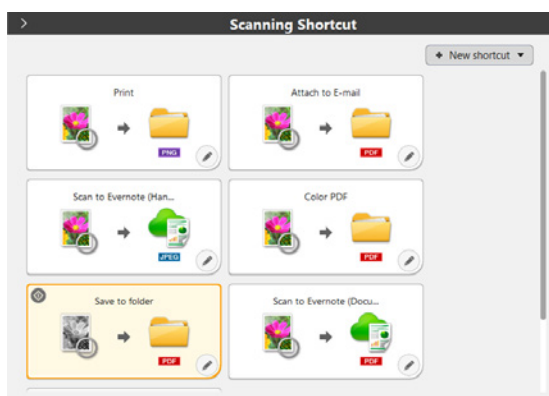 Scanning Shortcut
+ New shortcut
Print
PNG
Attach to E-mail
PDF
Scan to Evernote (Han...
JPEG
Color PDF
PDF
Save to folder
PDF
Scan to Evernote (Docu...
PDF